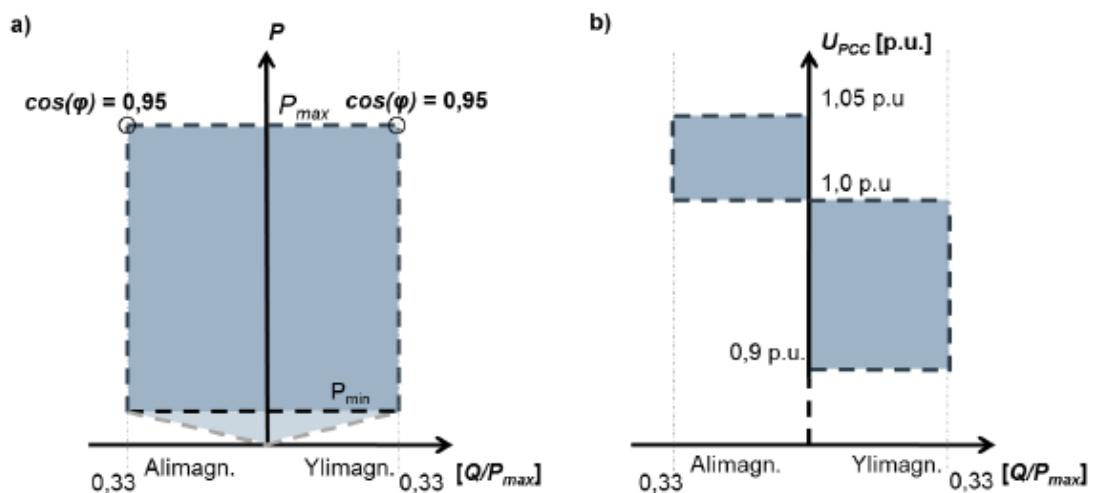 a)
P
cos(φ) = 0,95
P_max
cos(φ) = 0,95
P_min
Alimagn.
Ylimagn.
0,33
0,33
[Q/P_max]
b)
U_PCC [p.u.]
1,05 p.u
1,0 p.u
0,9 p.u.
Alimagn.
Ylimagn.
0,33
0,33
[Q/P_max]